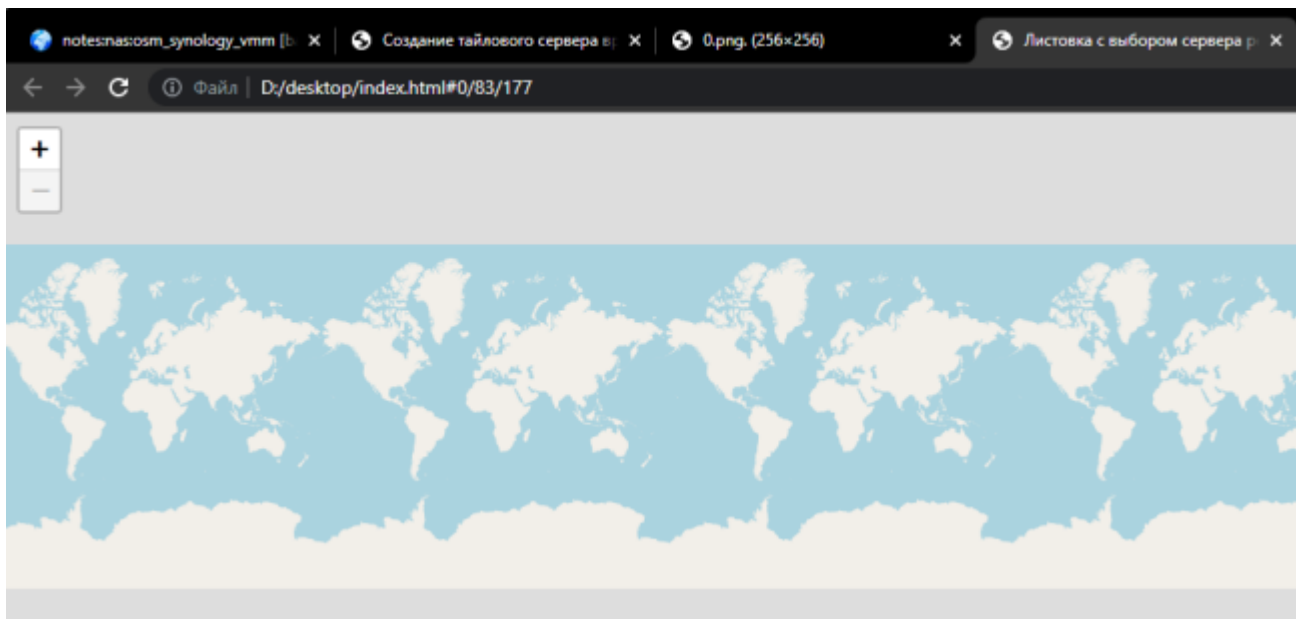 notes:nas:osm_synology_vmm [b
Создание тайлового сервера в
0.png. (256×256)
Листовка с выбором сервера р
Файл
D:/desktop/index.html#0/83/177
+
−